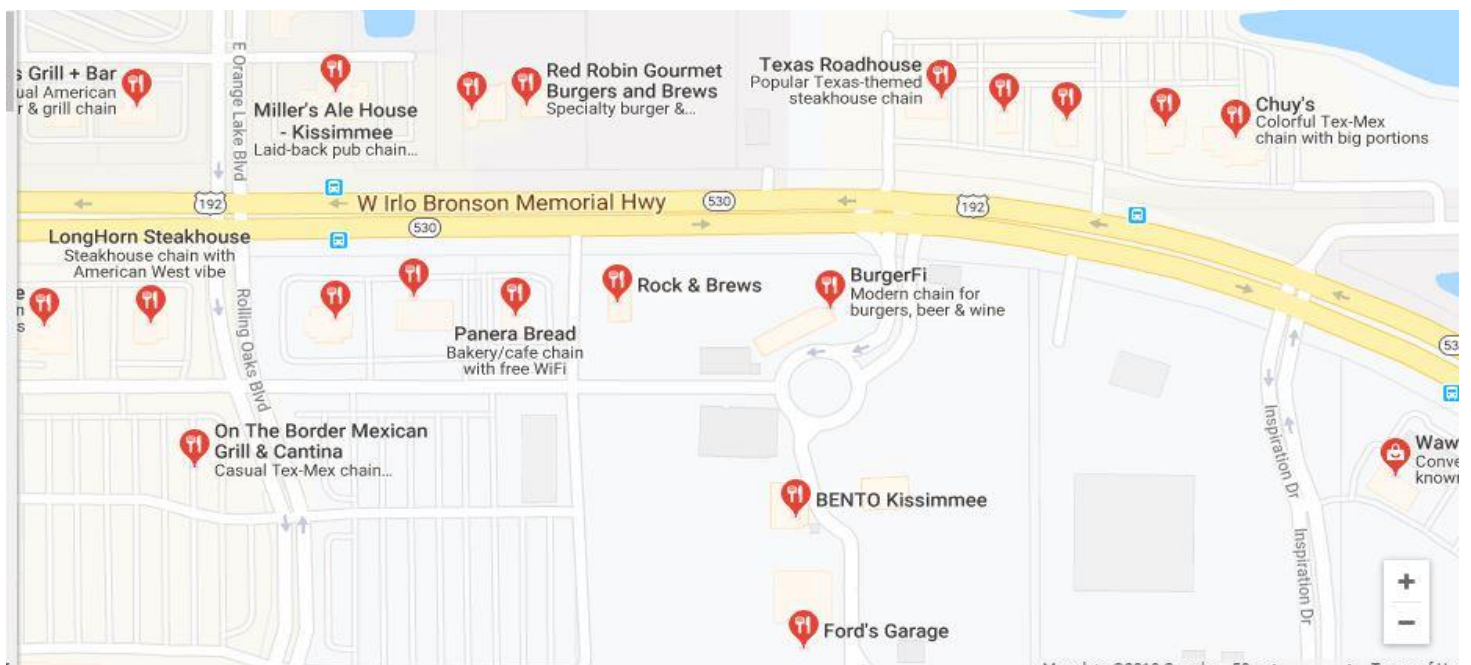 s Grill + Bar
ual American
r & grill chain
E Orange Lake Blvd
Miller's Ale House
- Kissimmee
Laid-back pub chain...
Red Robin Gourmet
Burgers and Brews
Specialty burger &...
Texas Roadhouse
Popular Texas-themed
steakhouse chain
Chuy's
Colorful Tex-Mex
chain with big portions
192
W Irlo Bronson Memorial Hwy
530
192
530
LongHorn Steakhouse
Steakhouse chain with
American West vibe
e
n
s
Rolling Oaks Blvd
Panera Bread
Bakery/cafe chain
with free WiFi
Rock & Brews
BurgerFi
Modern chain for
burgers, beer & wine
53
On The Border Mexican
Grill & Cantina
Casual Tex-Mex chain...
Inspiration Dr
Waw
Conve
known
BENTO Kissimmee
Inspiration Dr
Ford's Garage
+
−